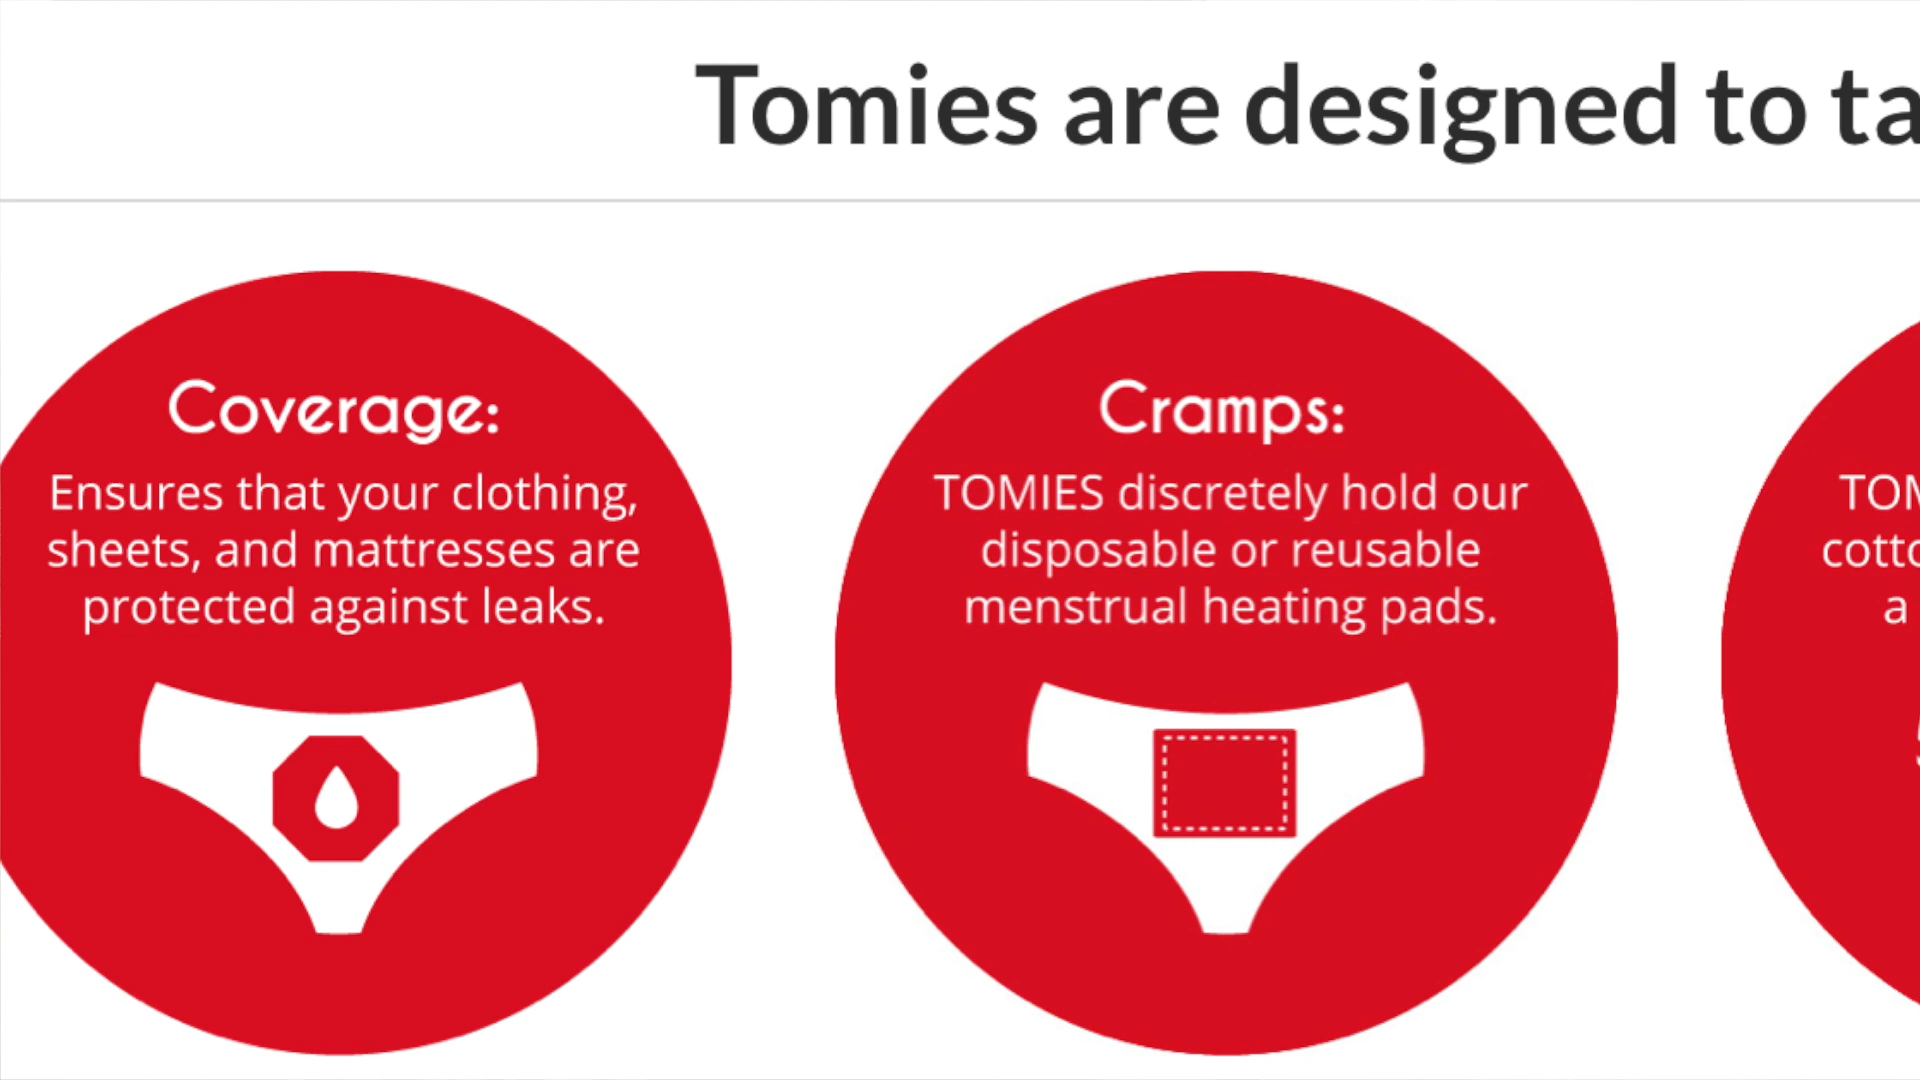 Tomies are designed to ta
Coverage:
Ensures that your clothing,
sheets, and mattresses are
protected against leaks.
Cramps:
TOMIES discretely hold our
disposable or reusable
menstrual heating pads.
TOM
cotto
a